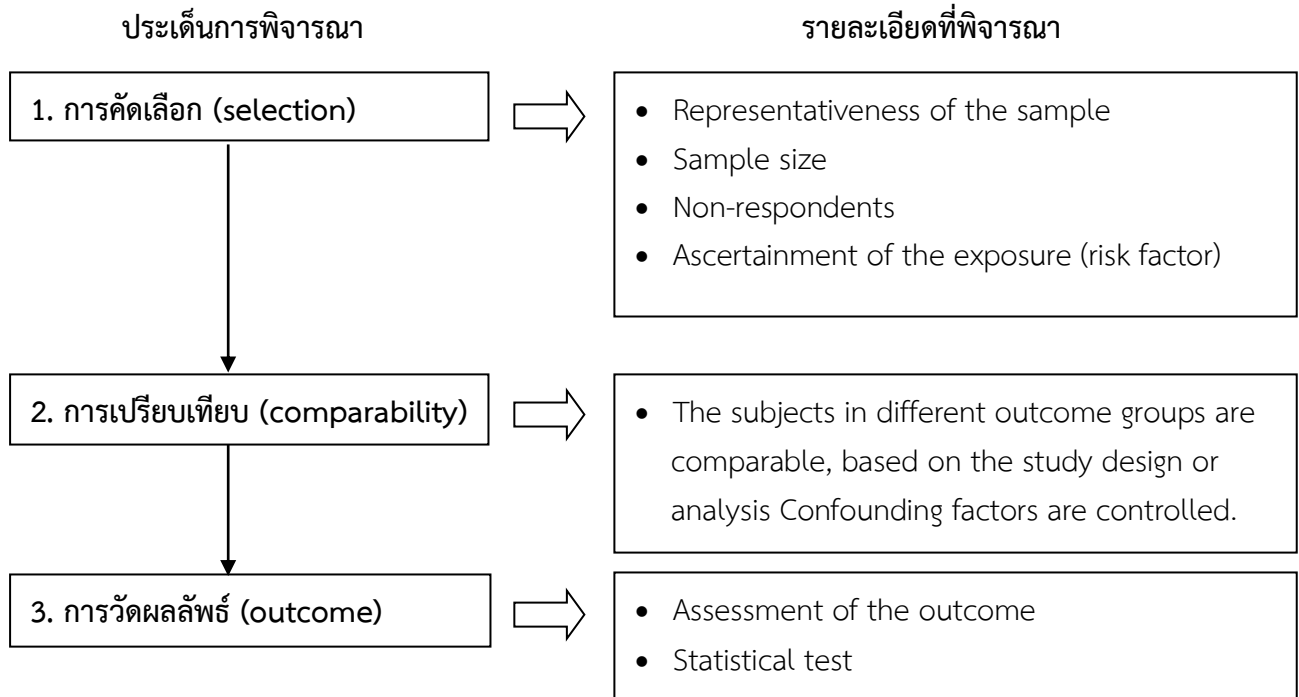 ประเด็นการพิจารณา
รายละเอียดที่พิจารณา
1. การคัดเลือก (selection)
• Representativeness of the sample
• Sample size
• Non-respondents
• Ascertainment of the exposure (risk factor)
2. การเปรียบเทียบ (comparability)
• The subjects in different outcome groups are
comparable, based on the study design or
analysis Confounding factors are controlled.
3. การวัดผลลัพธ์ (outcome)
• Assessment of the outcome
• Statistical test